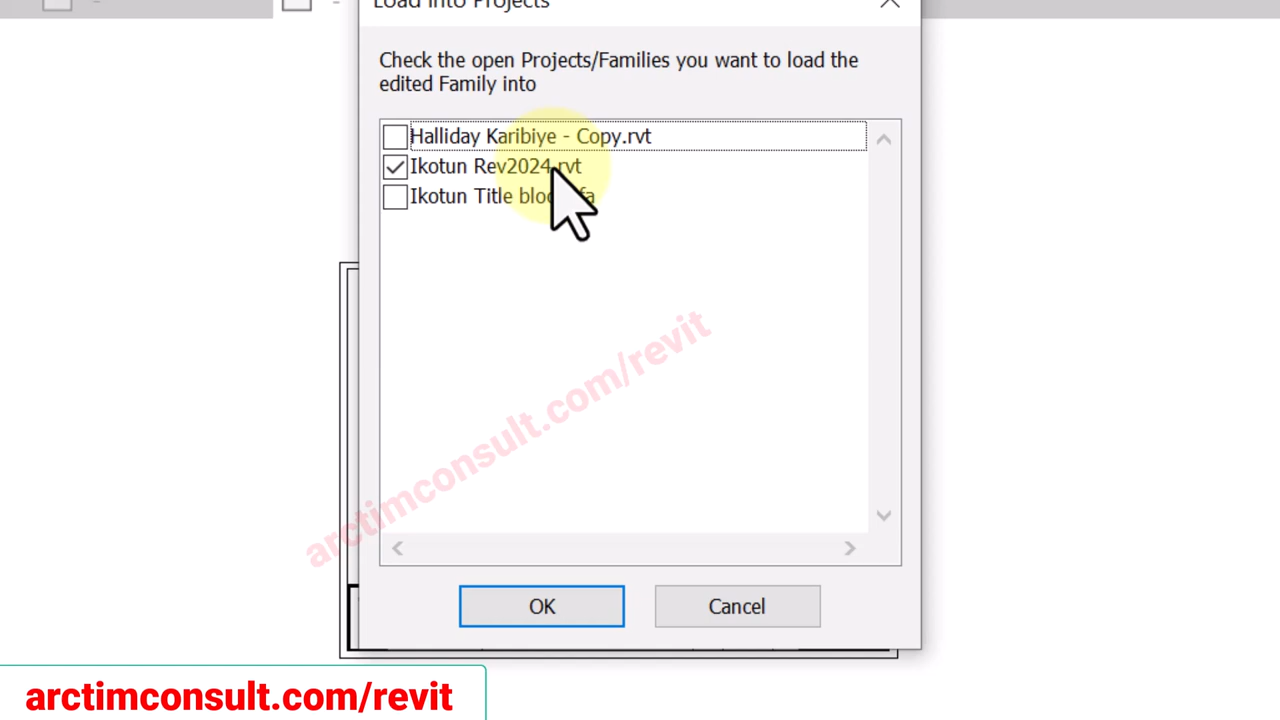 Load into Projects
Check the open Projects/Families you want to load the
edited Family into
Halliday Karibiye - Copy.rvt
Ikotun Rev2024.rvt
Ikotun Title
arctimconsult.com/revit
OK
Cancel
arctimconsult.com/revit